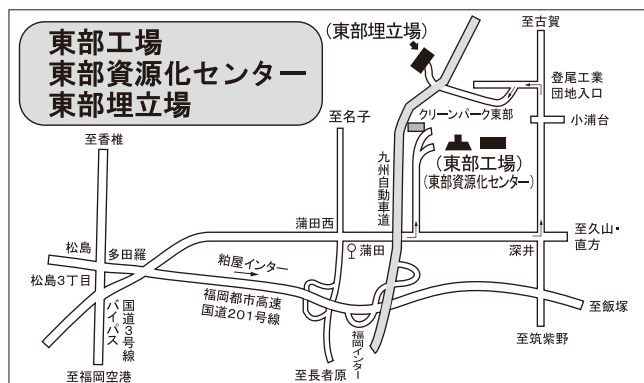 東部工場
東部資源化センター
東部埋立場
(東部埋立場)
至古賀
登尾工業
団地入口
クリーンパーク東部
小浦台
至名子
至香椎
九州自動車道
(東部工場)
(東部資源化センター)
蒲田西
蒲田
深井
至久山・
直方
松島
多田羅
松島3丁目
粕屋インター
福岡都市高速
国道201号線
国道3号線
バイパス
福岡インター
至飯塚
至福岡空港
至長者原
至筑紫野